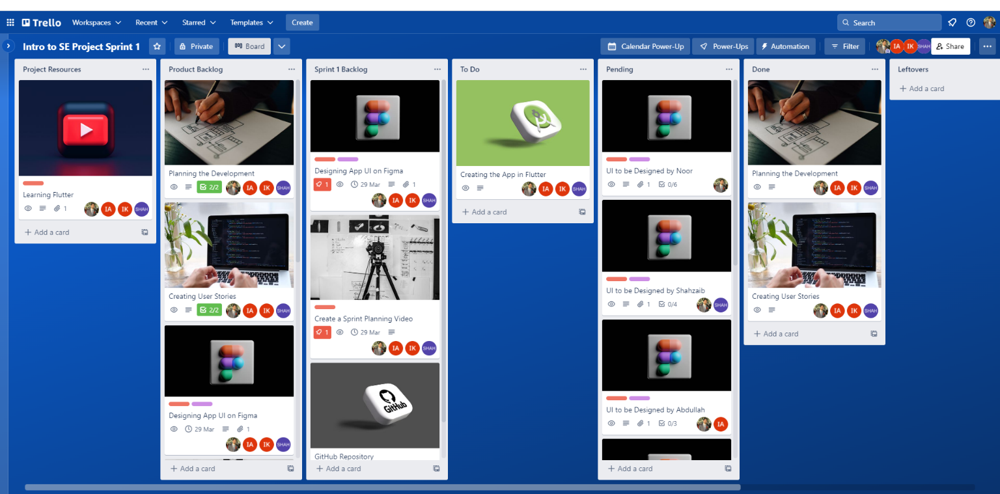 Trello Workspaces Recent Starred Templates Create Search
Intro to SE Project Sprint 1 Private Board Calendar Power-Up Power-Ups Automation Filter IA IK SHAH Share
Project Resources
Learning Flutter
1 IA IK SHAH
+ Add a card
Product Backlog
Planning the Development
2/2 IA IK SHAH
Creating User Stories
2/2 IA IK SHAH
Designing App UI on Figma
29 Mar 1
IA IK SHAH
+ Add a card
Sprint 1 Backlog
Designing App UI on Figma
1 29 Mar 1
IA IK SHAH
Create a Sprint Planning Video
1 29 Mar
IA IK SHAH
GitHub
GitHub Repository
+ Add a card
To Do
Creating the App in Flutter
IA IK SHAH
+ Add a card
Pending
UI to be Designed by Noor
1 0/6
UI to be Designed by Shahzaib
1 0/4 SHAH
UI to be Designed by Abdullah
1 0/3 IA
+ Add a card
Done
Planning the Development
IA IK SHAH
Creating User Stories
IA IK SHAH
+ Add a card
Leftovers
+ Add a card